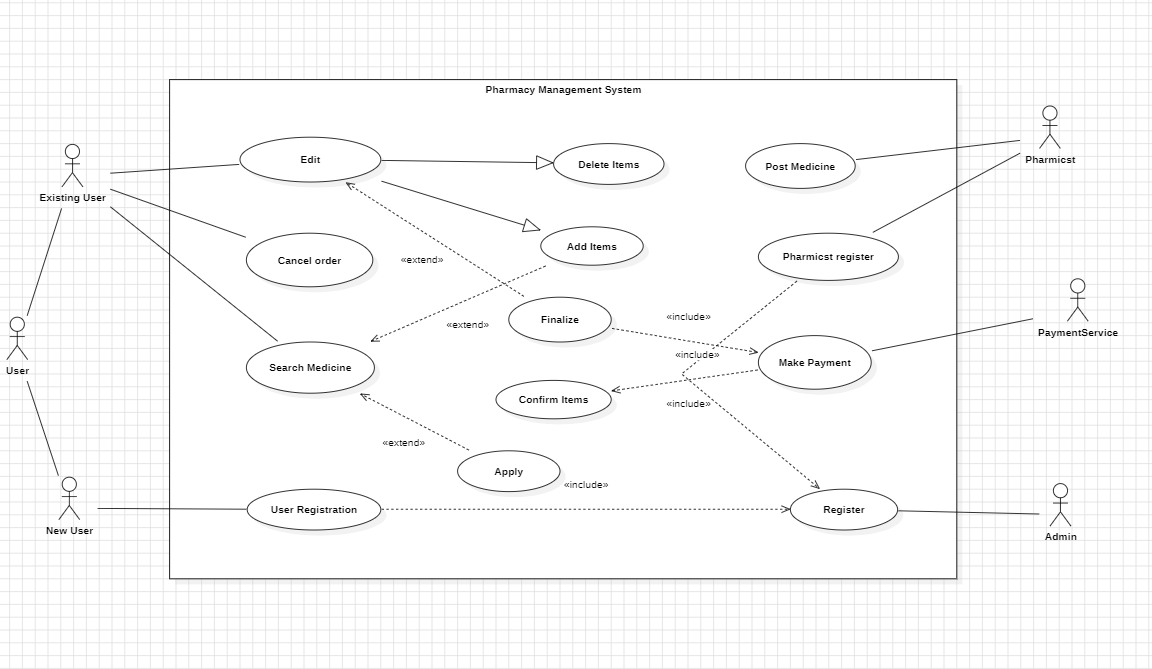 Pharmacy Management System
Edit
Delete Items
Post Medicine
Pharmicst
Existing User
Add Items
Cancel order
«extend»
Pharmicst register
Finalize
«include»
«extend»
PaymentService
«include»
User
Search Medicine
Make Payment
Confirm Items
«include»
«extend»
Apply
«include»
User Registration
Register
New User
Admin